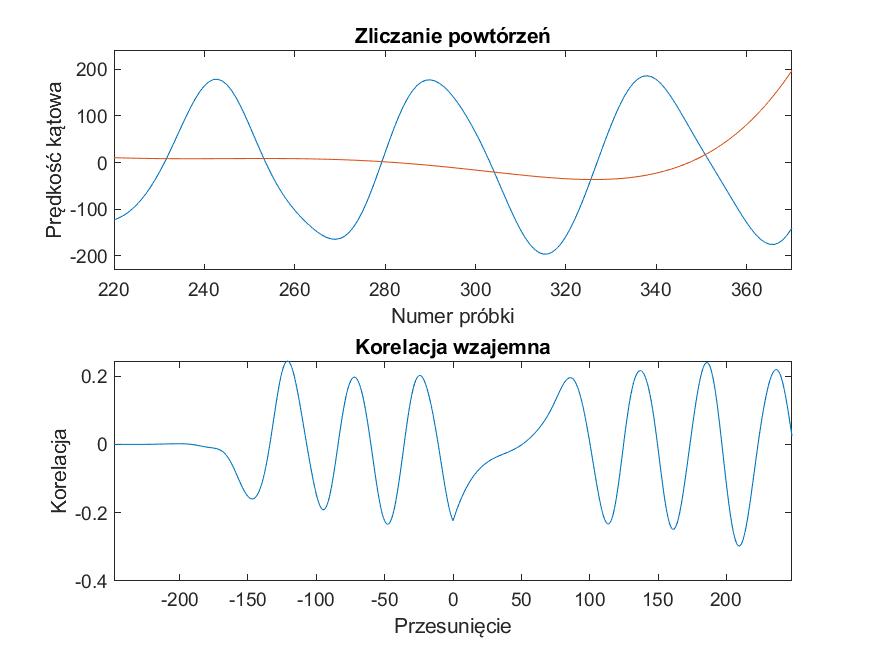 Zliczanie powtórzeń
200
100
0
-100
-200
Prędkość kątowa
220 240 260 280 300 320 340 360
Numer próbki
Korelacja wzajemna
0.2
0
-0.2
-0.4
Korelacja
-200 -150 -100 -50 0 50 100 150 200
Przesunięcie